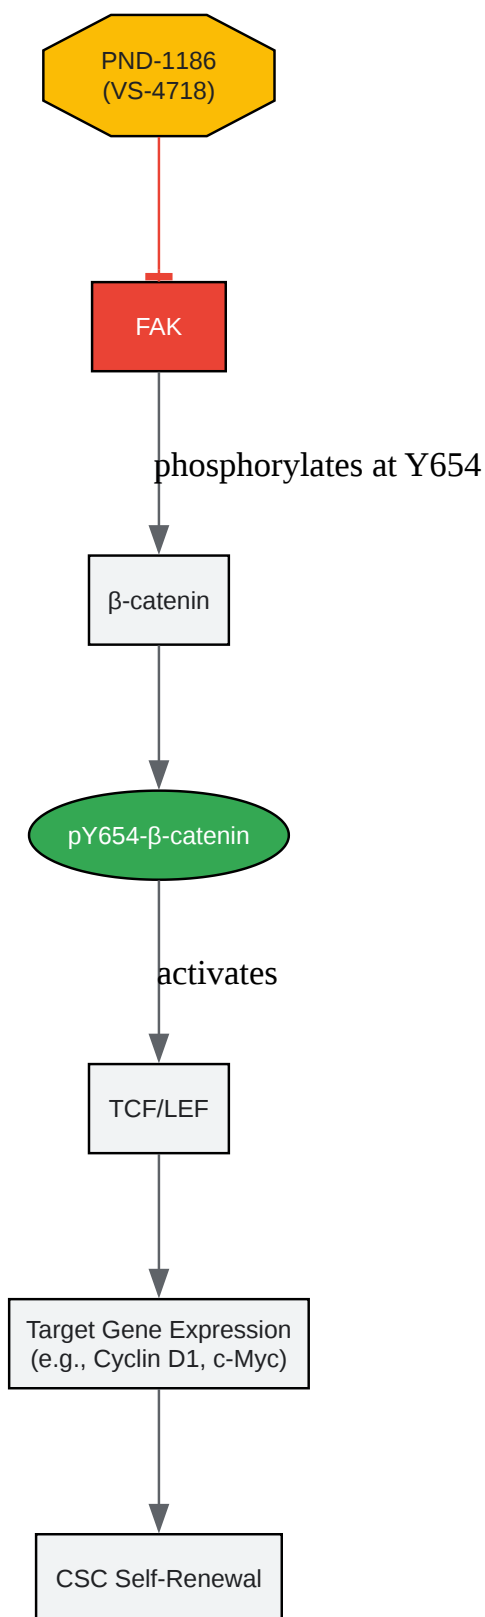 PND-1186
(VS-4718)
FAK
phosphorylates at Y654
β-catenin
pY654-β-catenin
activates
TCF/LEF
Target Gene Expression
(e.g., Cyclin D1, c-Myc)
CSC Self-Renewal